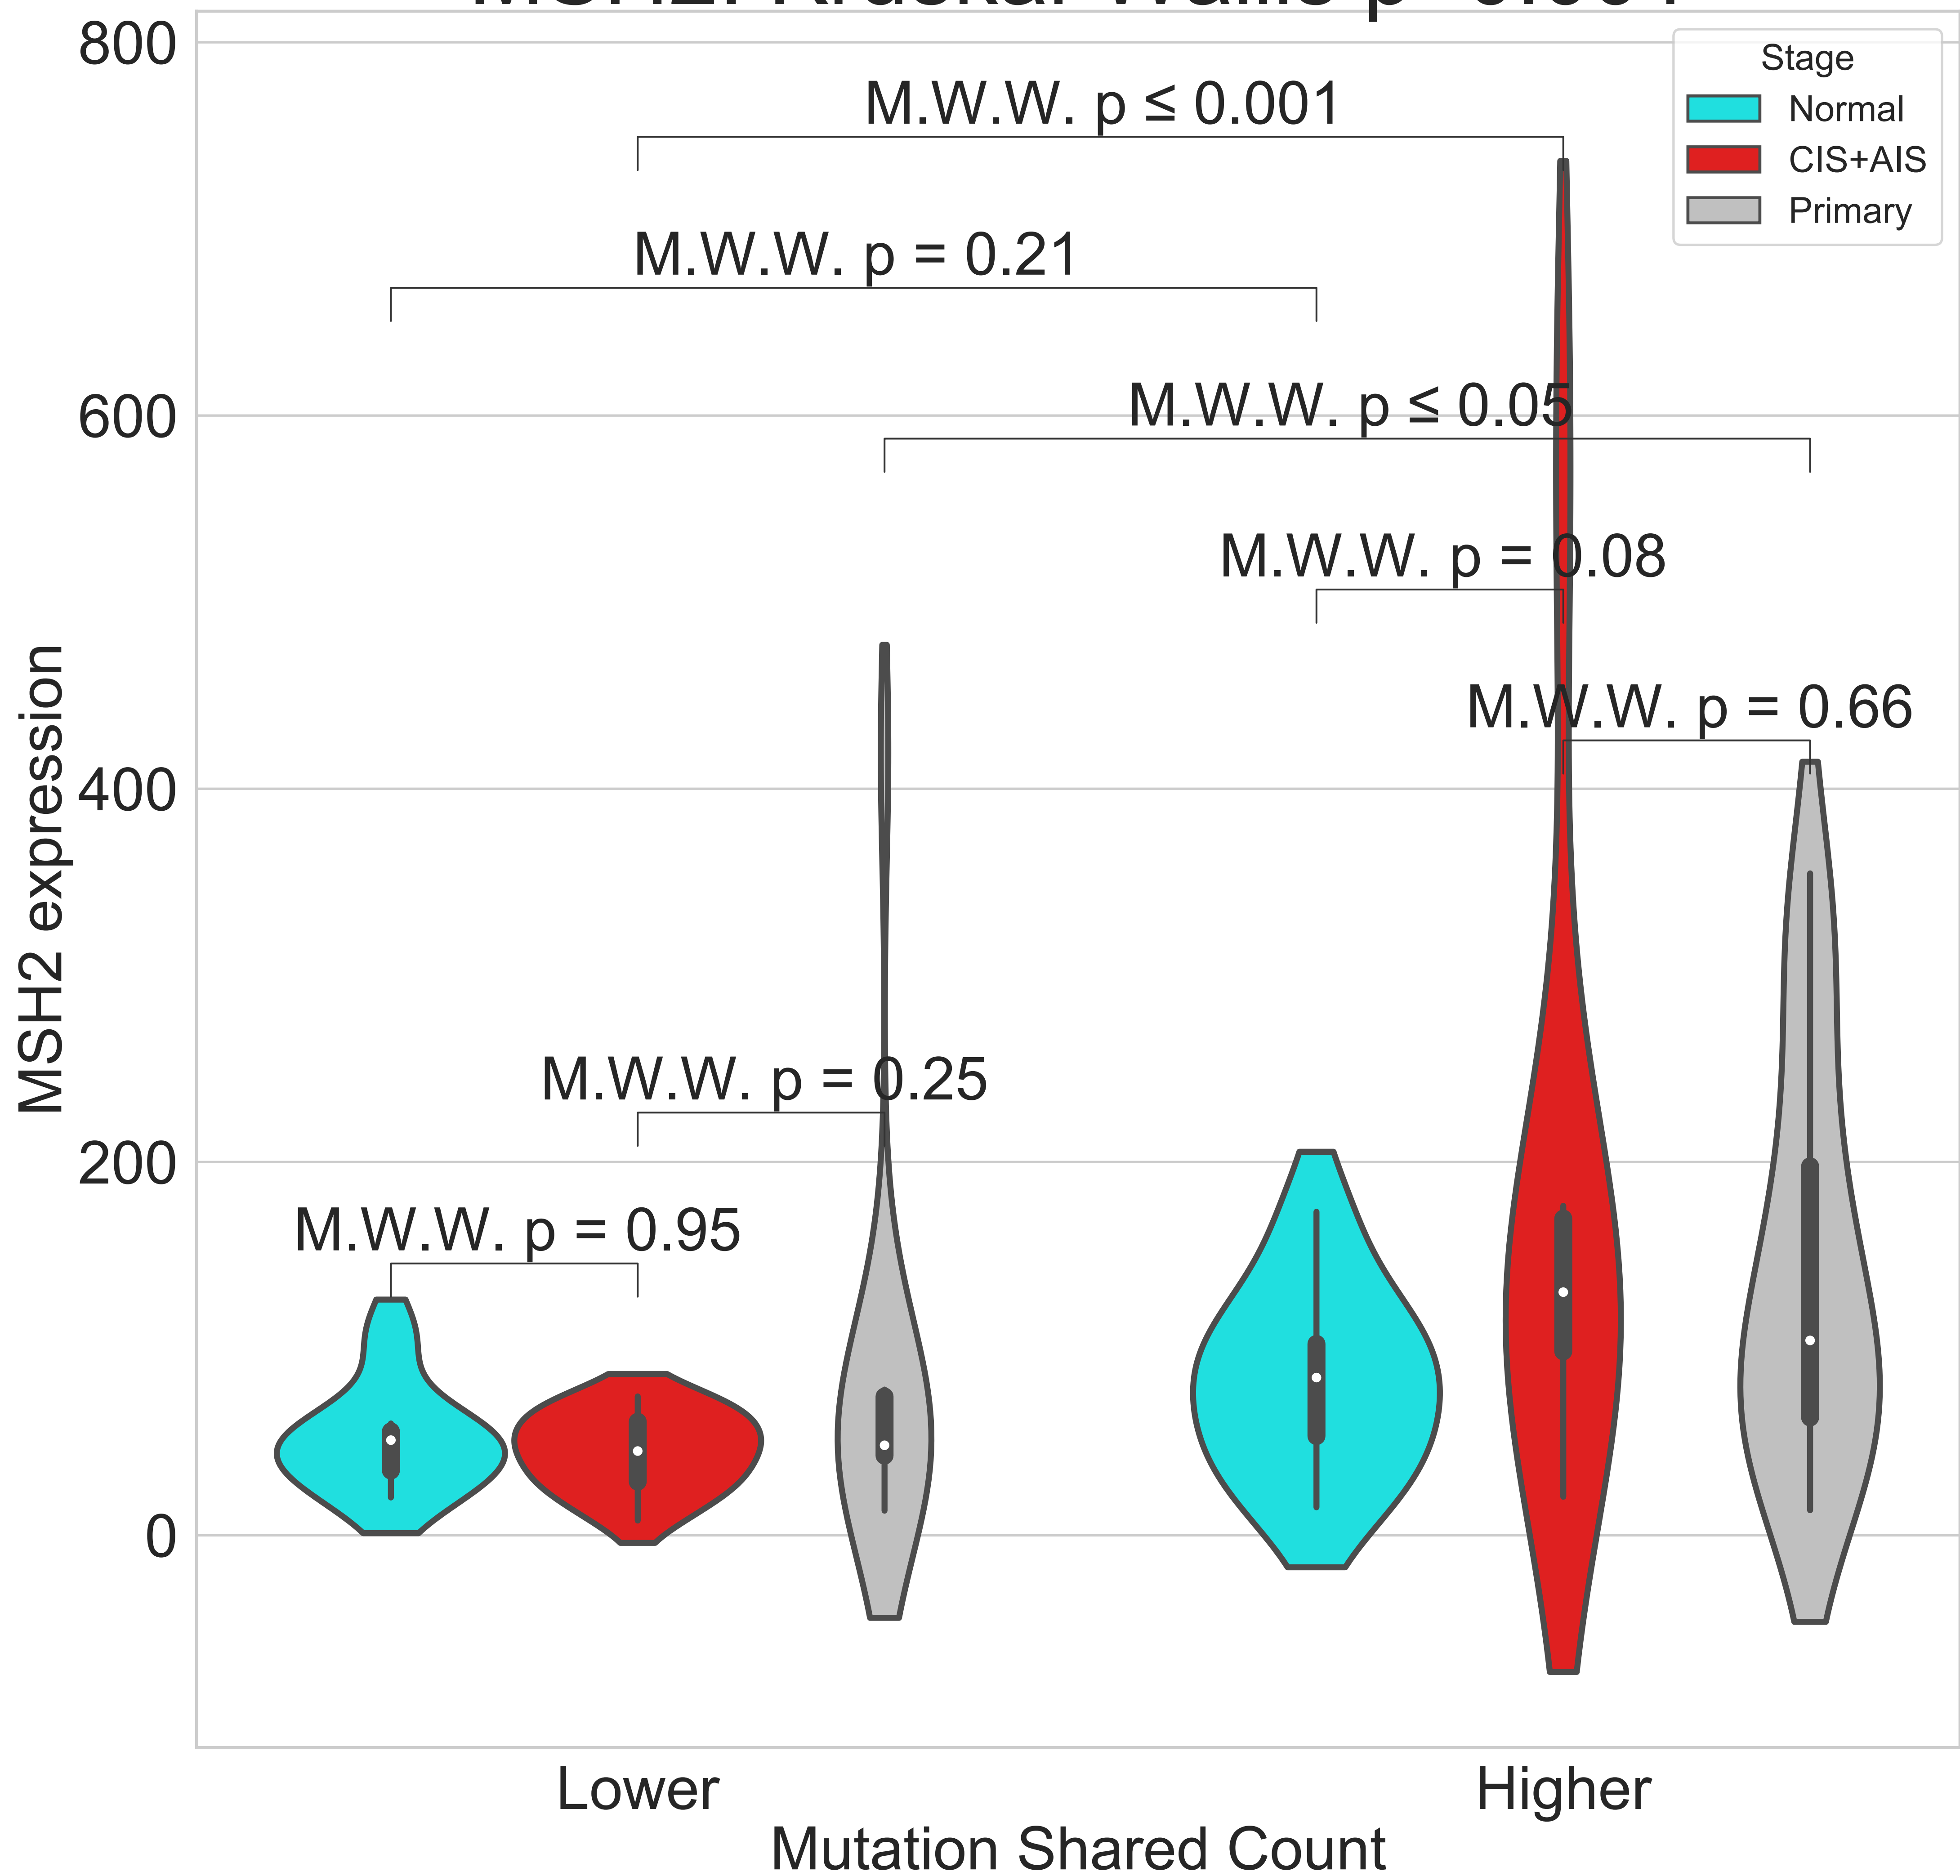 800
Stage
Normal
CIS+AIS
Primary
M.W.W. p ≤ 0.001
M.W.W. p = 0.21
600
M.W.W. p ≤ 0.05
M.W.W. p = 0.08
M.W.W. p = 0.66
400
MSH2 expression
M.W.W. p = 0.25
200
M.W.W. p = 0.95
0
Lower
Higher
Mutation Shared Count